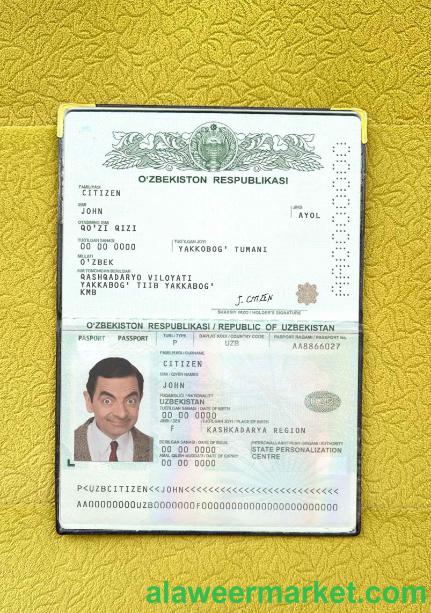 O'ZBEKISTON RESPUBLIKASI
FAMILIYASI
CITIZEN
ISMI
JOHN
JINSI
AYOL
OTASINING ISMI
QO'ZI QIZI
TUG'ILGAN SANASI
00 00 0000
TUG'ILGAN JOYI
YAKKOBOG' TUMANI
MILLATI
O'ZBEK
KIM TOMONIDAN BERILGAN
QASHQADARYO VILOYATI
YAKKABOG' TIIB YAKKABOG'
KMB
J. CITIZEN
SHAXSIY IMZO / HOLDER'S SIGNATURE
O'ZBEKISTON RESPUBLIKASI / REPUBLIC OF UZBEKISTAN
PASPORT PASSPORT
TURI / TYPE
P
DAVLAT KODI / COUNTRY CODE
UZB
PASPORT RAQAMI / PASSPORT No.
AA8866027
FAMILIYASI / SURNAME
CITIZEN
ISMI / GIVEN NAMES
JOHN
FUQAROLIGI / NATIONALITY
UZBEKISTAN
TUG'ILGAN SANASI / DATE OF BIRTH
00 00 0000
JINSI / SEX
F
TUG'ILGAN JOYI / PLACE OF BIRTH
KASHKADARYA REGION
BERILGAN SANASI / DATE OF ISSUE
00 00 0000
AMAL QILISH MUDDATI / DATE OF EXPIRY
00 00 0000
AUTHORITY
STATE PERSONALIZATION
CENTRE
P<UZBCITIZEN<<JOHN<<<<<<<<<<<<<<<<<<<<<<<<<<
alaweermarket.com